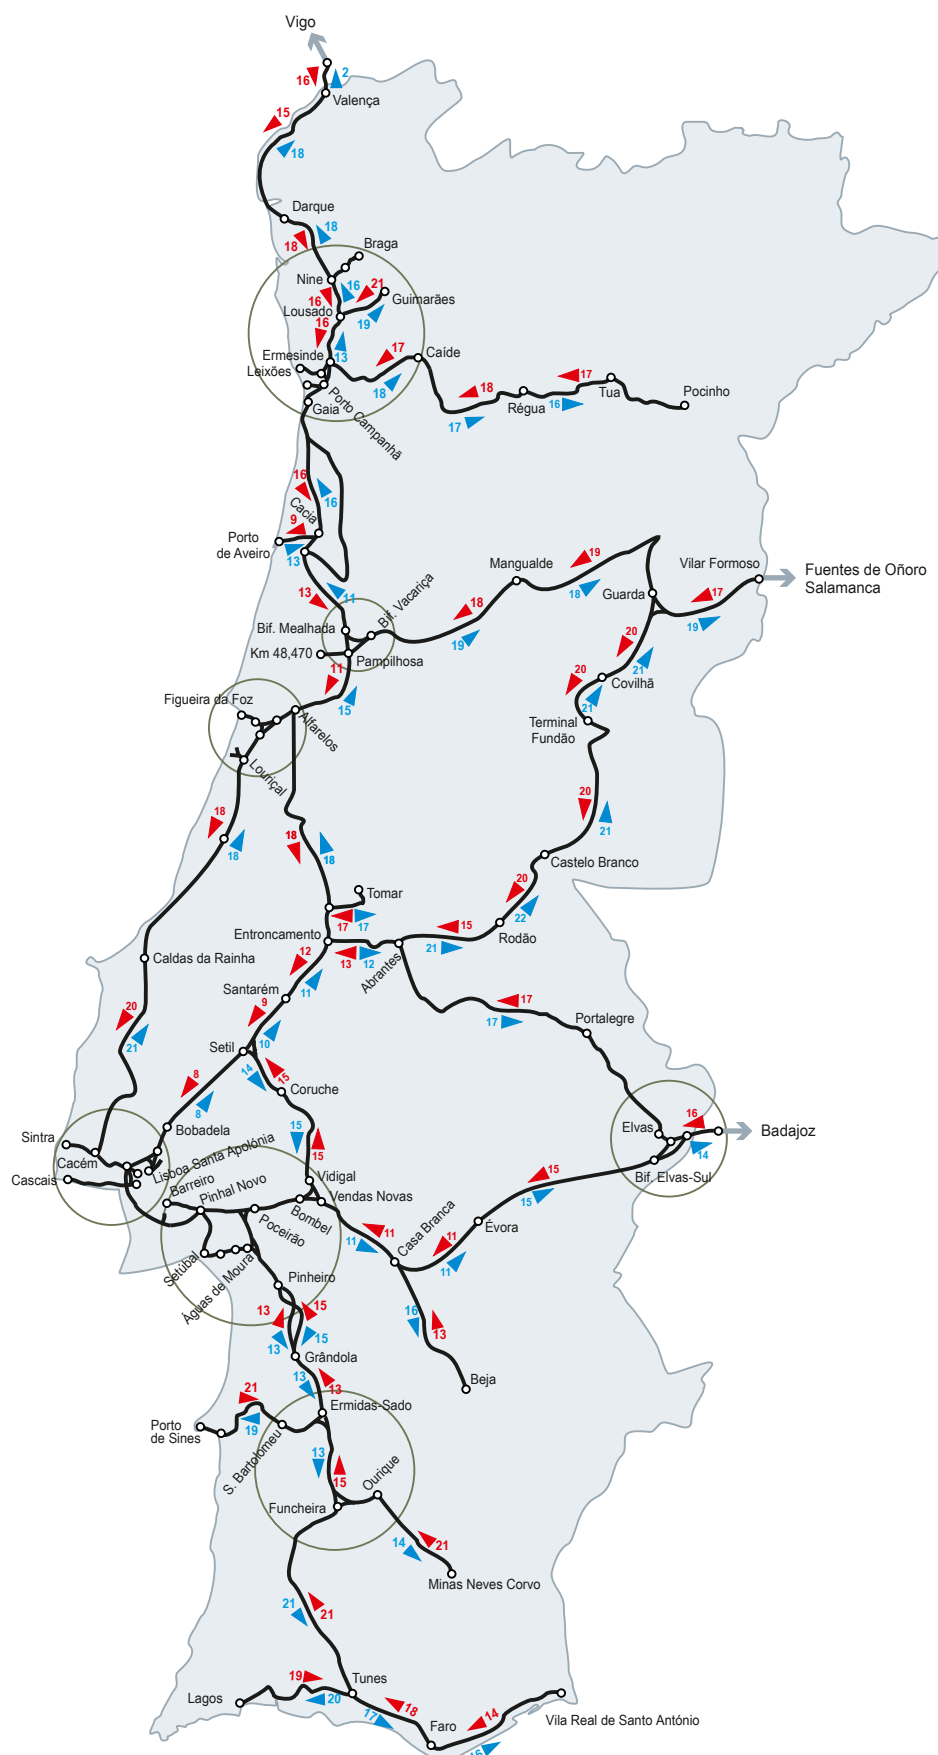 Vigo
16
2
Valença
15
18
Darque
18
18
Braga
Nine
16
16
21
Guimarães
Lousado
19
16
13
Ermesinde
Leixões
17
Caíde
18
Porto Campanhã
Gaia
18
17
Régua
17
16
Tua
Pocinho
16
16
Cacia
9
Porto
de Aveiro
13
13
11
Bif. Mealhada
Bif. Vacariça
Km 48,470
Pampilhosa
18
19
Mangualde
19
18
Guarda
Vilar Formoso
17
19
Fuentes de Oñoro
Salamanca
20
21
Covilhã
20
21
Terminal
Fundão
11
15
Figueira da Foz
Alfarelos
Louriçal
18
18
18
18
20
21
Castelo Branco
20
22
Rodão
Tomar
17
17
Entroncamento
13
12
Abrantes
15
21
Caldas da Rainha
12
11
Santarém
9
10
Setil
17
17
Portalegre
20
21
14
15
Coruche
8
8
Bobadela
Sintra
Cacém
Cascais
Lisboa Santa Apolónia
Barreiro
Pinhal Novo
15
15
Vidigal
Vendas Novas
Bombel
Poceirão
Setúbal
Águas de Moura
Elvas
16
14
Badajoz
Bif. Elvas-Sul
15
15
Évora
11
11
Casa Branca
11
11
16
13
Beja
Pinheiro
13
15
13
15
Grândola
13
13
Ermidas-Sado
21
19
Porto
de Sines
S. Bartolomeu
13
15
Ourique
Funcheira
14
21
Minas Neves Corvo
21
21
Tunes
19
20
Lagos
18
17
Faro
14
16
Vila Real de Santo António